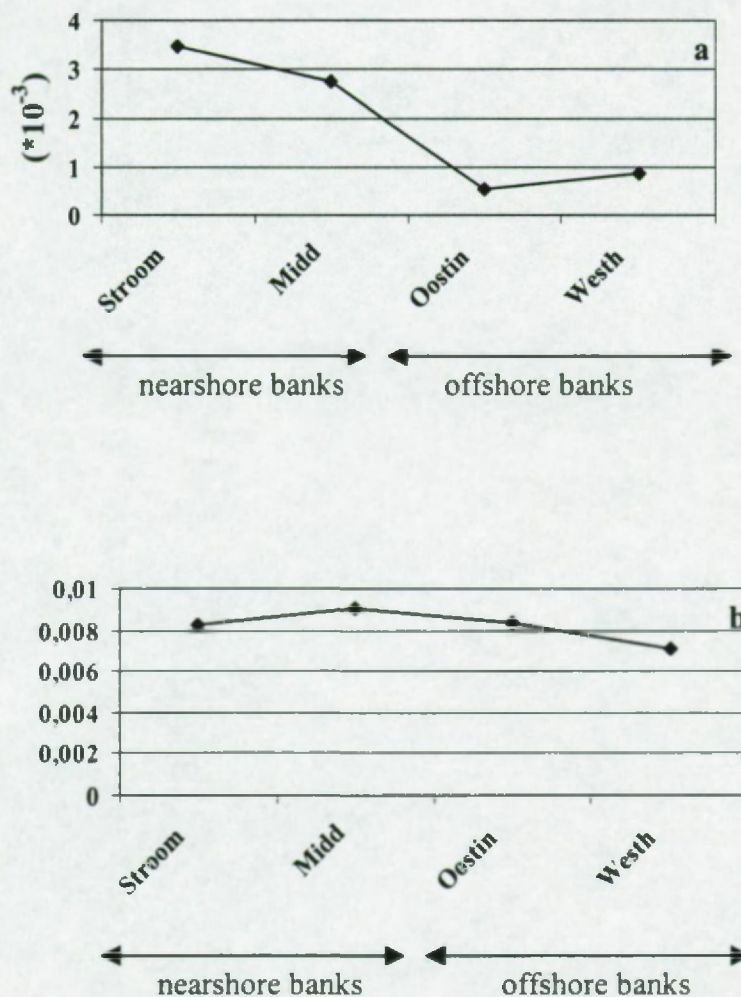 4
a
3
(*10-3)
2
1
0
Stroom
Midd
Oostin
Westh
nearshore banks
offshore banks
0,01
b
0,008
0,006
0,004
0,002
0
Stroom
Midd
Oostin
Westh
nearshore banks
offshore banks